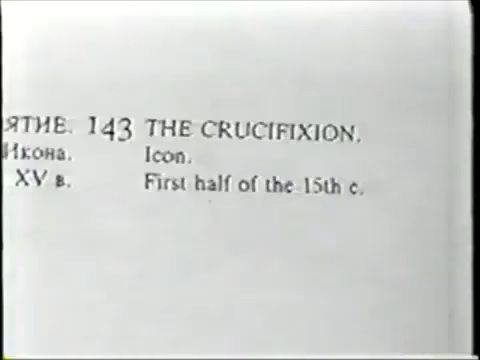 ЯТИЕ. 143 THE CRUCIFIXION.
Икона. Icon.
XV в. First half of the 15th c.